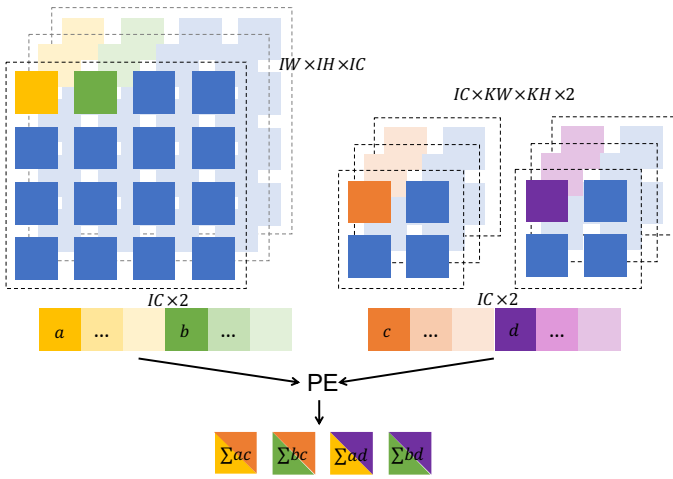 IW×IH×IC
IC×KW×KH×2
IC×2
IC×2
a ... b ...
c ... d ...
PE
∑ac ∑bc ∑ad ∑bd